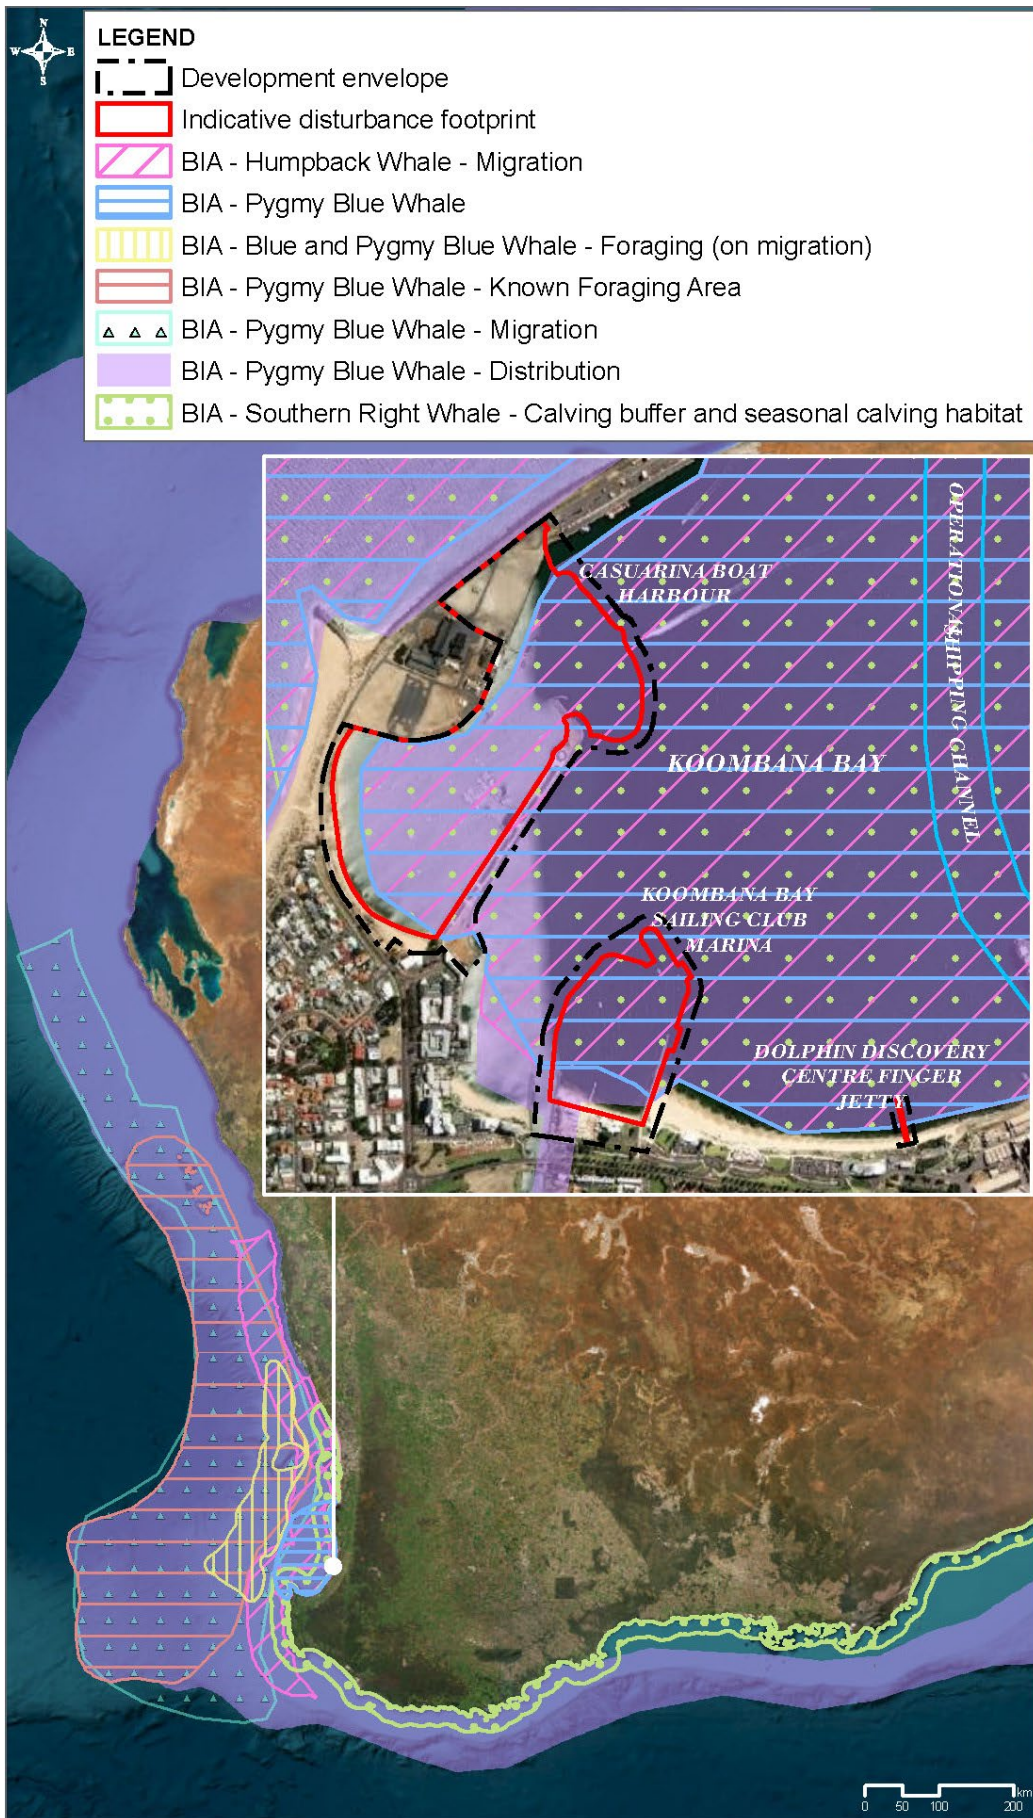 N
W E
S
LEGEND
Development envelope
Indicative disturbance footprint
BIA - Humpback Whale - Migration
BIA - Pygmy Blue Whale
BIA - Blue and Pygmy Blue Whale - Foraging (on migration)
BIA - Pygmy Blue Whale - Known Foraging Area
BIA - Pygmy Blue Whale - Migration
BIA - Pygmy Blue Whale - Distribution
BIA - Southern Right Whale - Calving buffer and seasonal calving habitat
CASUARINA BOAT
HARBOUR
OPERATIONAL
SHIPPING CHANNEL
KOOMBANA BAY
KOOMBANA BAY
SAILING CLUB
MARINA
DOLPHIN DISCOVERY
CENTRE FINGER
JETTY
km
0 50 100 200